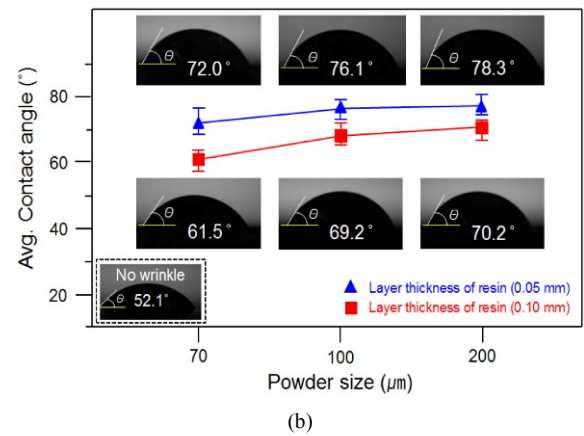 72.0°
76.1°
78.3°
θ
θ
θ
80
60
40
20
Avg. Contact angle (°)
θ
θ
θ
61.5°
69.2°
70.2°
No wrinkle
θ
52.1°
Layer thickness of resin (0.05 mm)
Layer thickness of resin (0.10 mm)
70
100
200
Powder size (㎛)
(b)